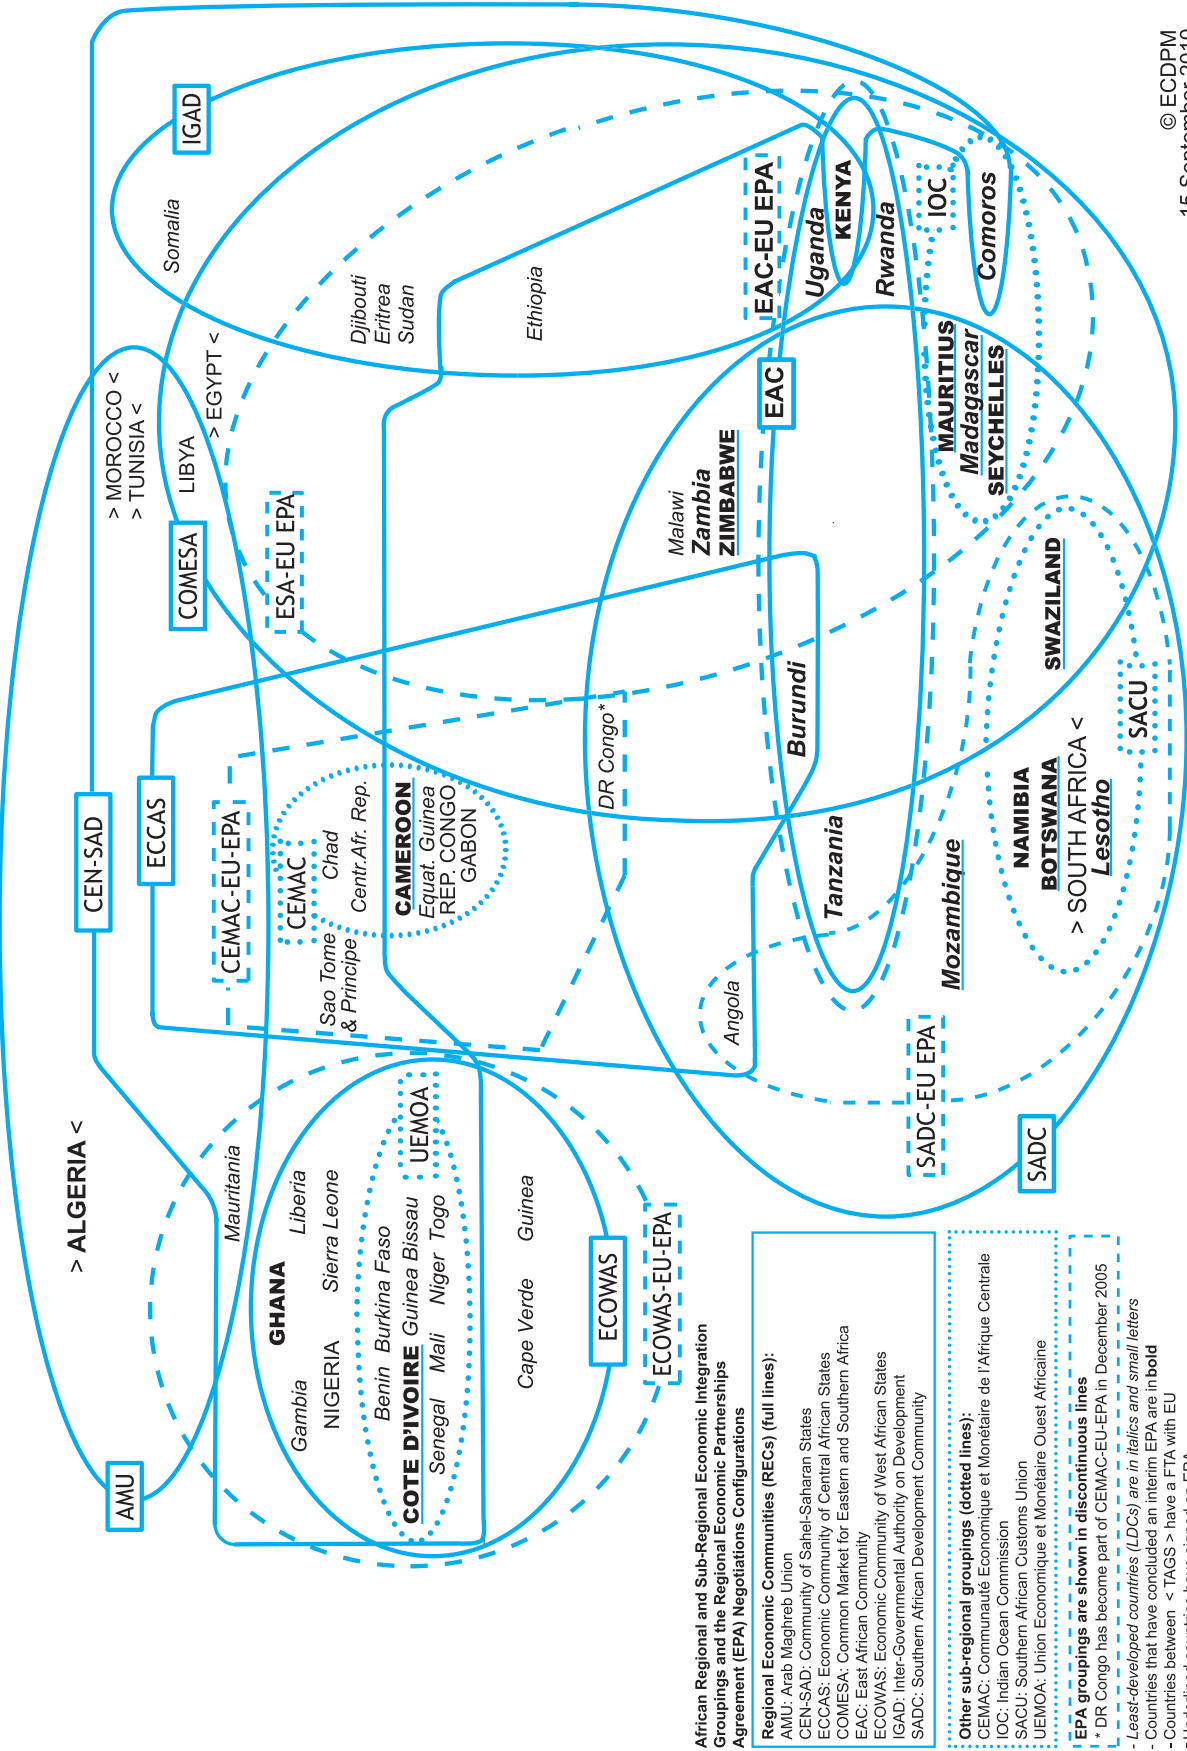 > ALGERIA <
AMU
CEN-SAD
ECCAS
CEMAC-EU-EPA
CEMAC
Mauritania
> MOROCCO <
> TUNISIA <
LIBYA
> EGYPT <
COMESA
ESA-EU EPA
IGAD
Somalia
Djibouti
Eritrea
Sudan
Ethiopia
GHANA
Gambia
Liberia
NIGERIA
Sierra Leone
Benin Burkina Faso
COTE D'IVOIRE Guinea Bissau
Senegal Mali Niger Togo
UEMOA
Cape Verde Guinea
ECOWAS
ECOWAS-EU-EPA
Sao Tome
& Principe
Chad
Centr.Afr. Rep.
CAMEROON
Equat. Guinea
REP. CONGO
GABON
DR Congo*
Malawi
Zambia
ZIMBABWE
EAC
EAC-EU EPA
Uganda
KENYA
Rwanda
Burundi
Tanzania
IOC
Comoros
MAURITIUS
Madagascar
SEYCHELLES
Angola
Mozambique
SADC-EU EPA
SADC
NAMIBIA
BOTSWANA
> SOUTH AFRICA <
Lesotho
SWAZILAND
SACU
African Regional and Sub-Regional Economic Integration
Groupings and the Regional Economic Partnerships
Agreement (EPA) Negotiations Configurations
Regional Economic Communities (RECs) (full lines):
AMU: Arab Maghreb Union
CEN-SAD: Community of Sahel-Saharan States
ECCAS: Economic Community of Central African States
COMESA: Common Market for Eastern and Southern Africa
EAC: East African Community
ECOWAS: Economic Community of West African States
IGAD: Inter-Governmental Authority on Development
SADC: Southern African Development Community
Other sub-regional groupings (dotted lines):
CEMAC: Communauté Economique et Monétaire de l'Afrique Centrale
IOC: Indian Ocean Commission
SACU: Southern African Customs Union
UEMOA: Union Economique et Monétaire Ouest Africaine
EPA groupings are shown in discontinuous lines
* DR Congo has become part of CEMAC-EU-EPA in December 2005
- Least-developed countries (LDCs) are in italics and small letters
- Countries that have concluded an interim EPA are in bold
- Countries between < TAGS > have a FTA with EU
© ECDPM
15 September 2010